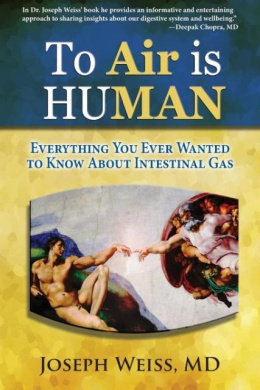 "In Dr. Joseph Weiss' book he provides an informative and entertaining
approach to sharing insights about our digestive system and wellbeing."
—Deepak Chopra, MD
To Air is
HUMAN
EVERYTHING YOU EVER WANTED
TO KNOW ABOUT INTESTINAL GAS
JOSEPH WEISS, MD